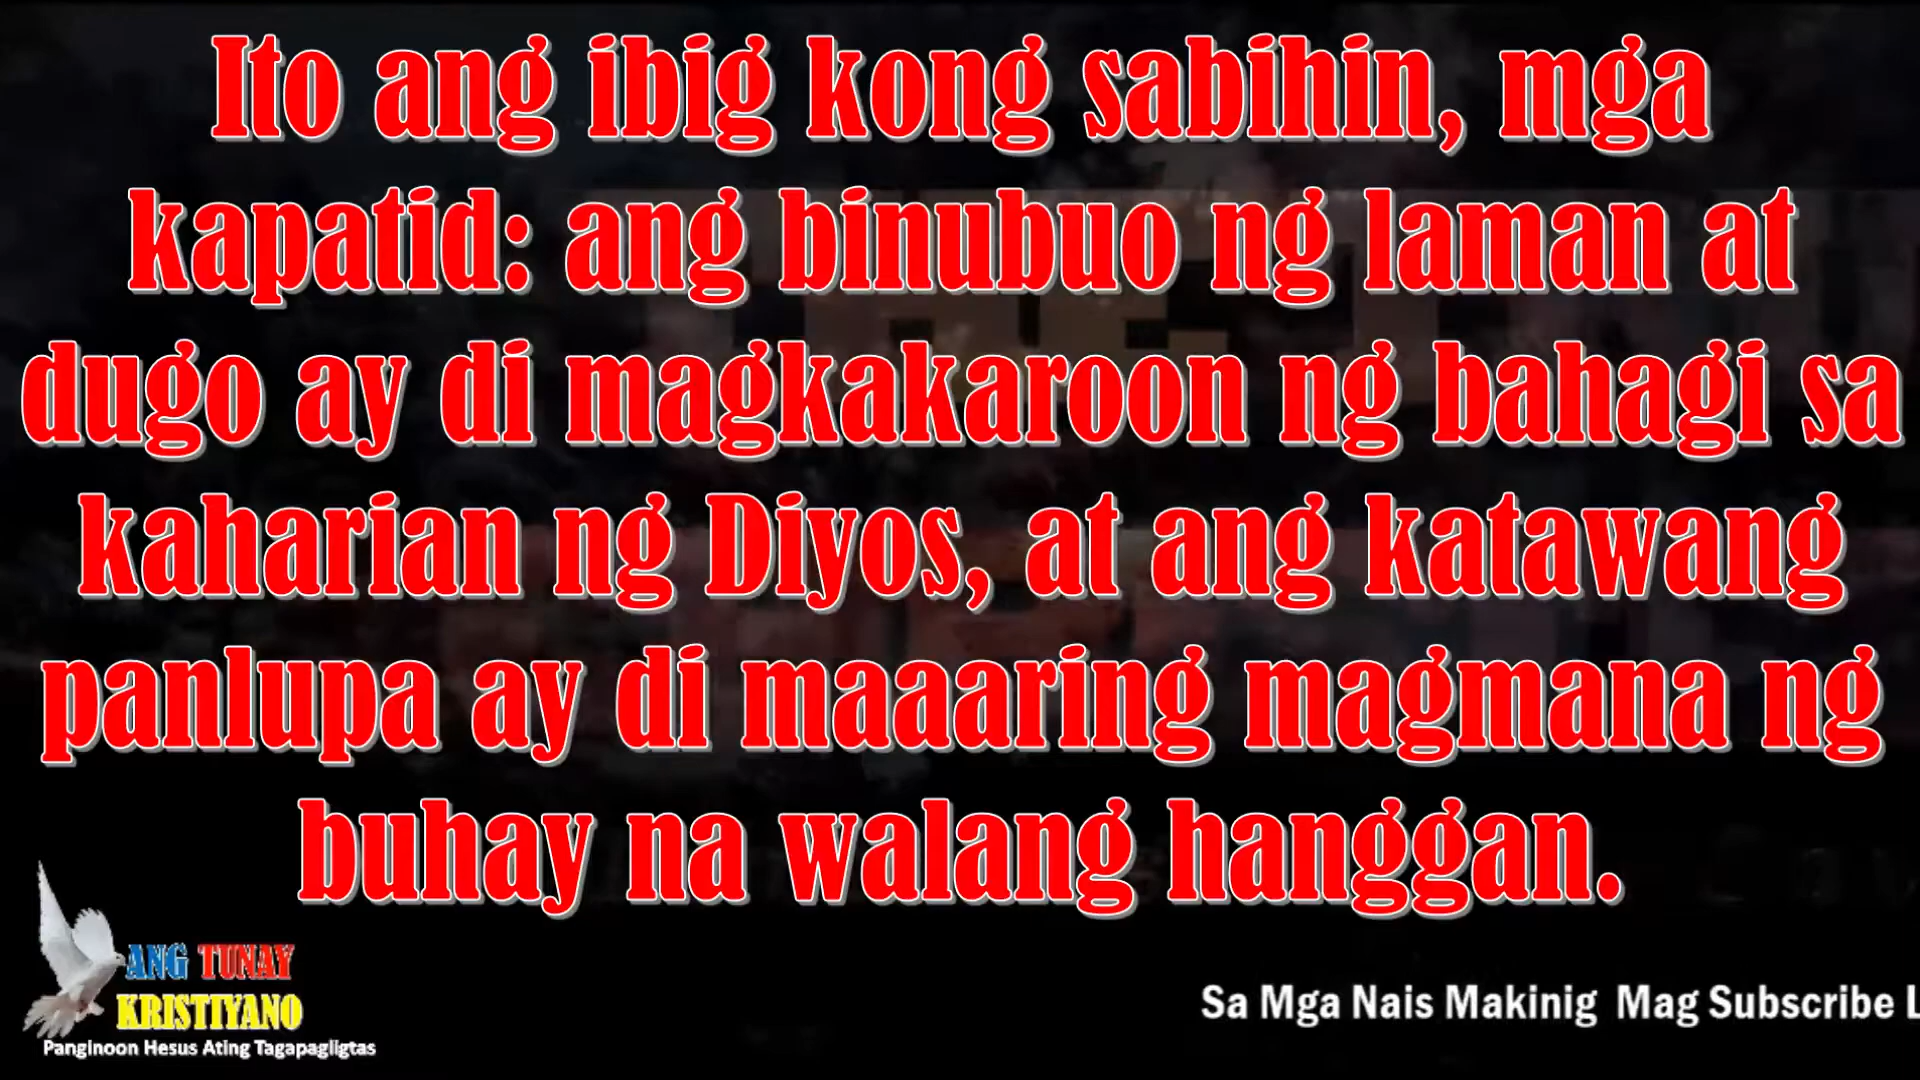 Ito ang ibig kong sabihin, mga
kapatid: ang binubuo ng laman at
dugo ay di magkakaroon ng bahagi sa
kaharian ng Diyos, at ang katawang
panlupa ay di maaaring magmana ng
buhay na walang hanggan.
ANG TUNAY
KRISTIYANO
Panginoon Hesus Ating Tagapagligtas
Sa Mga Nais Makinig Mag Subscribe L